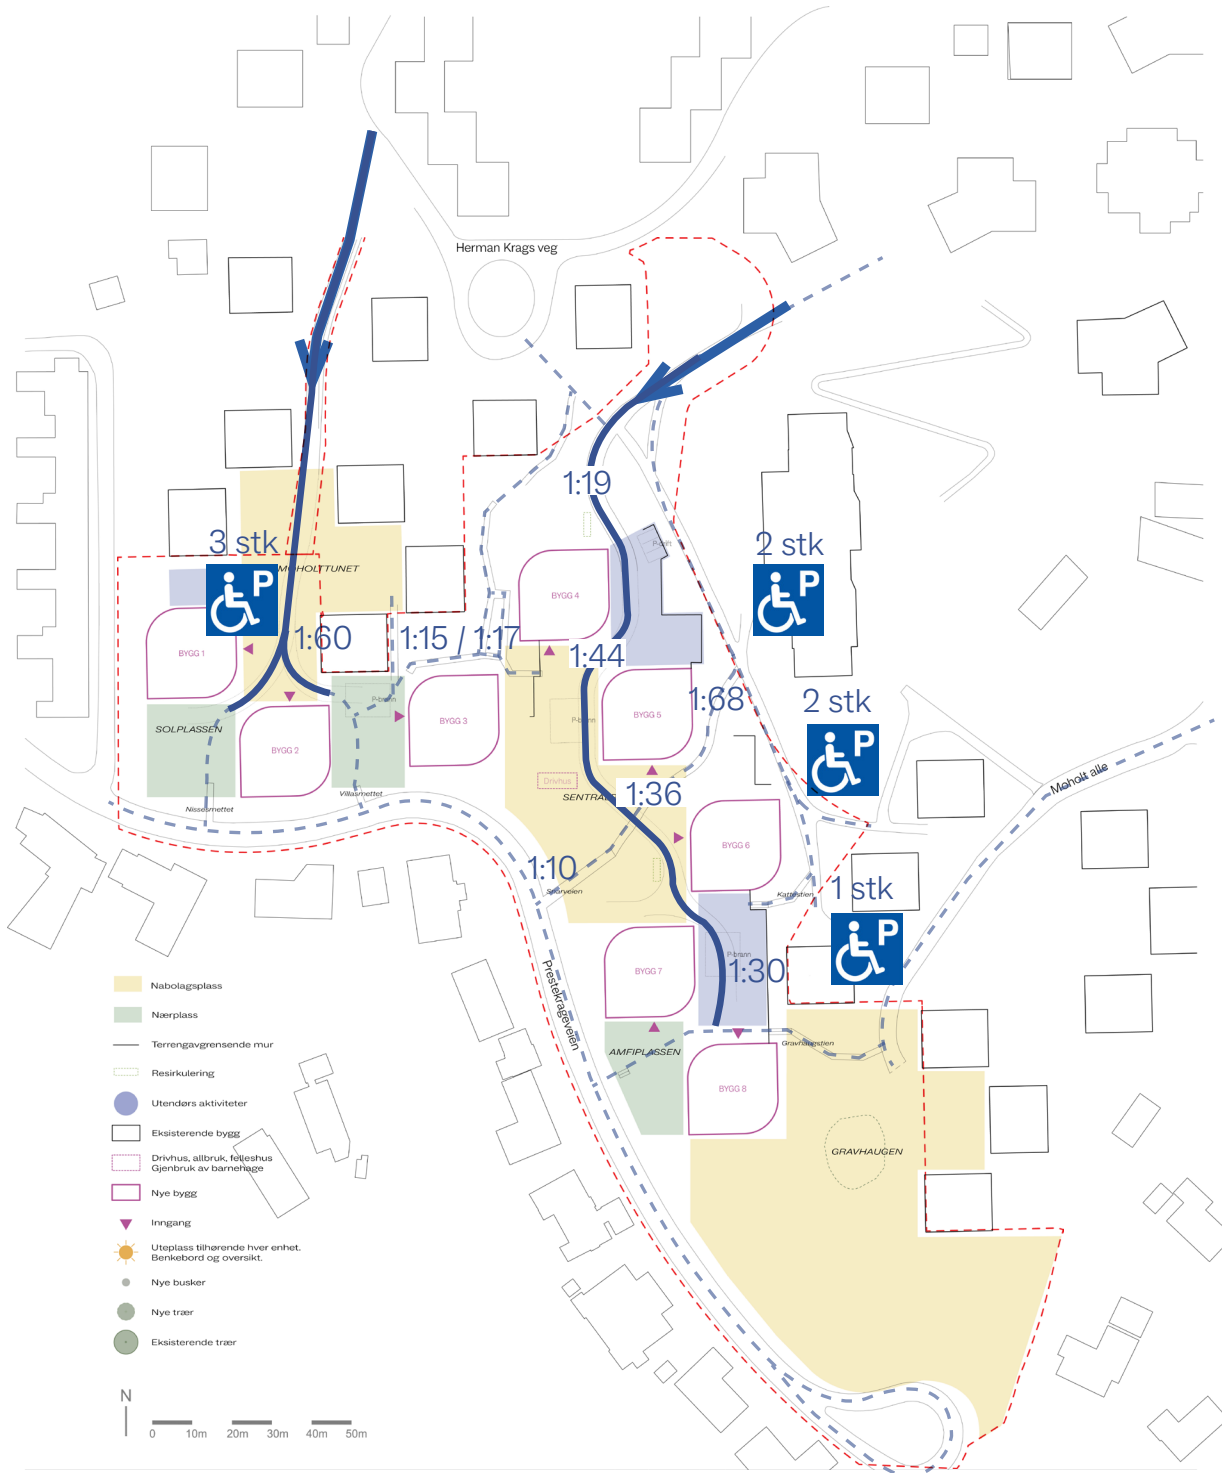 Herman Krags veg
1:19
P-drift
3 stk
P
MOHOLTTUNET
2 stk
P
BYGG 4
BYGG 1
1:60
1:15 / 1:17
1:44
P-brann
1:68
2 stk
P
SOLPLASSEN
BYGG 2
BYGG 3
P-brann
BYGG 5
Drivhus
SENTRAL
1:36
Moholt alle
Nissesmettet
Villasmettet
BYGG 6
1:10
Sparveien
Kattestien
1 stk
P
Prestekrageveien
BYGG 7
P-brann
1:30
AMFIPLASSEN
Gravhaugstien
BYGG 8
GRAVHAUGEN
Nabolagsplass
Nærplass
Terrengavgrensende mur
Resirkulering
Utendørs aktiviteter
Eksisterende bygg
Drivhus, allbruk, felleshus
Gjenbruk av barnehage
Nye bygg
Inngang
Uteplass tilhørende hver enhet.
Benkebord og oversikt.
Nye busker
Nye trær
Eksisterende trær
N
0 10m 20m 30m 40m 50m